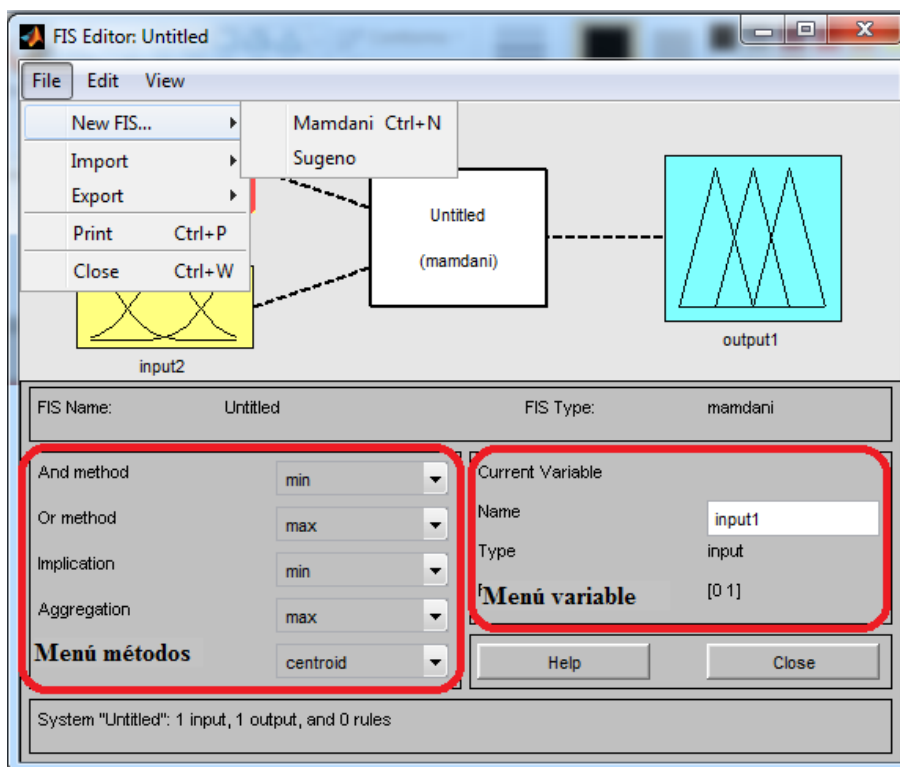 FIS Editor: Untitled
File Edit View
New FIS...
Import
Export
Print Ctrl+P
Close Ctrl+W
Mamdani Ctrl+N
Sugeno
Untitled
(mamdani)
input2
output1
FIS Name: Untitled
FIS Type: mamdani
And method min
Or method max
Implication min
Aggregation max
Menú métodos centroid
Current Variable
Name input1
Type input
Menú variable [0 1]
Help Close
System "Untitled": 1 input, 1 output, and 0 rules